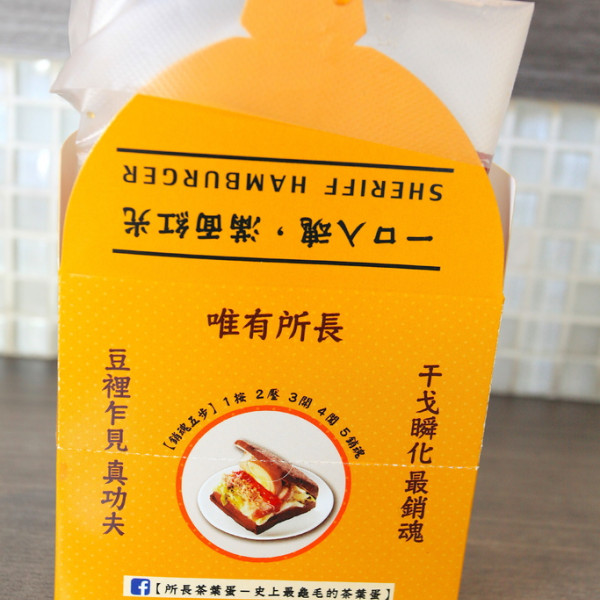 SHERIFF HAMBURGER
一口入魂，滿面紅光
唯有所長
干戈瞬化 最銷魂
豆裡乍見 真功夫
【銷魂五步】1按 2壓 3開 4聞 5銷魂
【所長茶葉蛋－史上最龜毛的茶葉蛋】